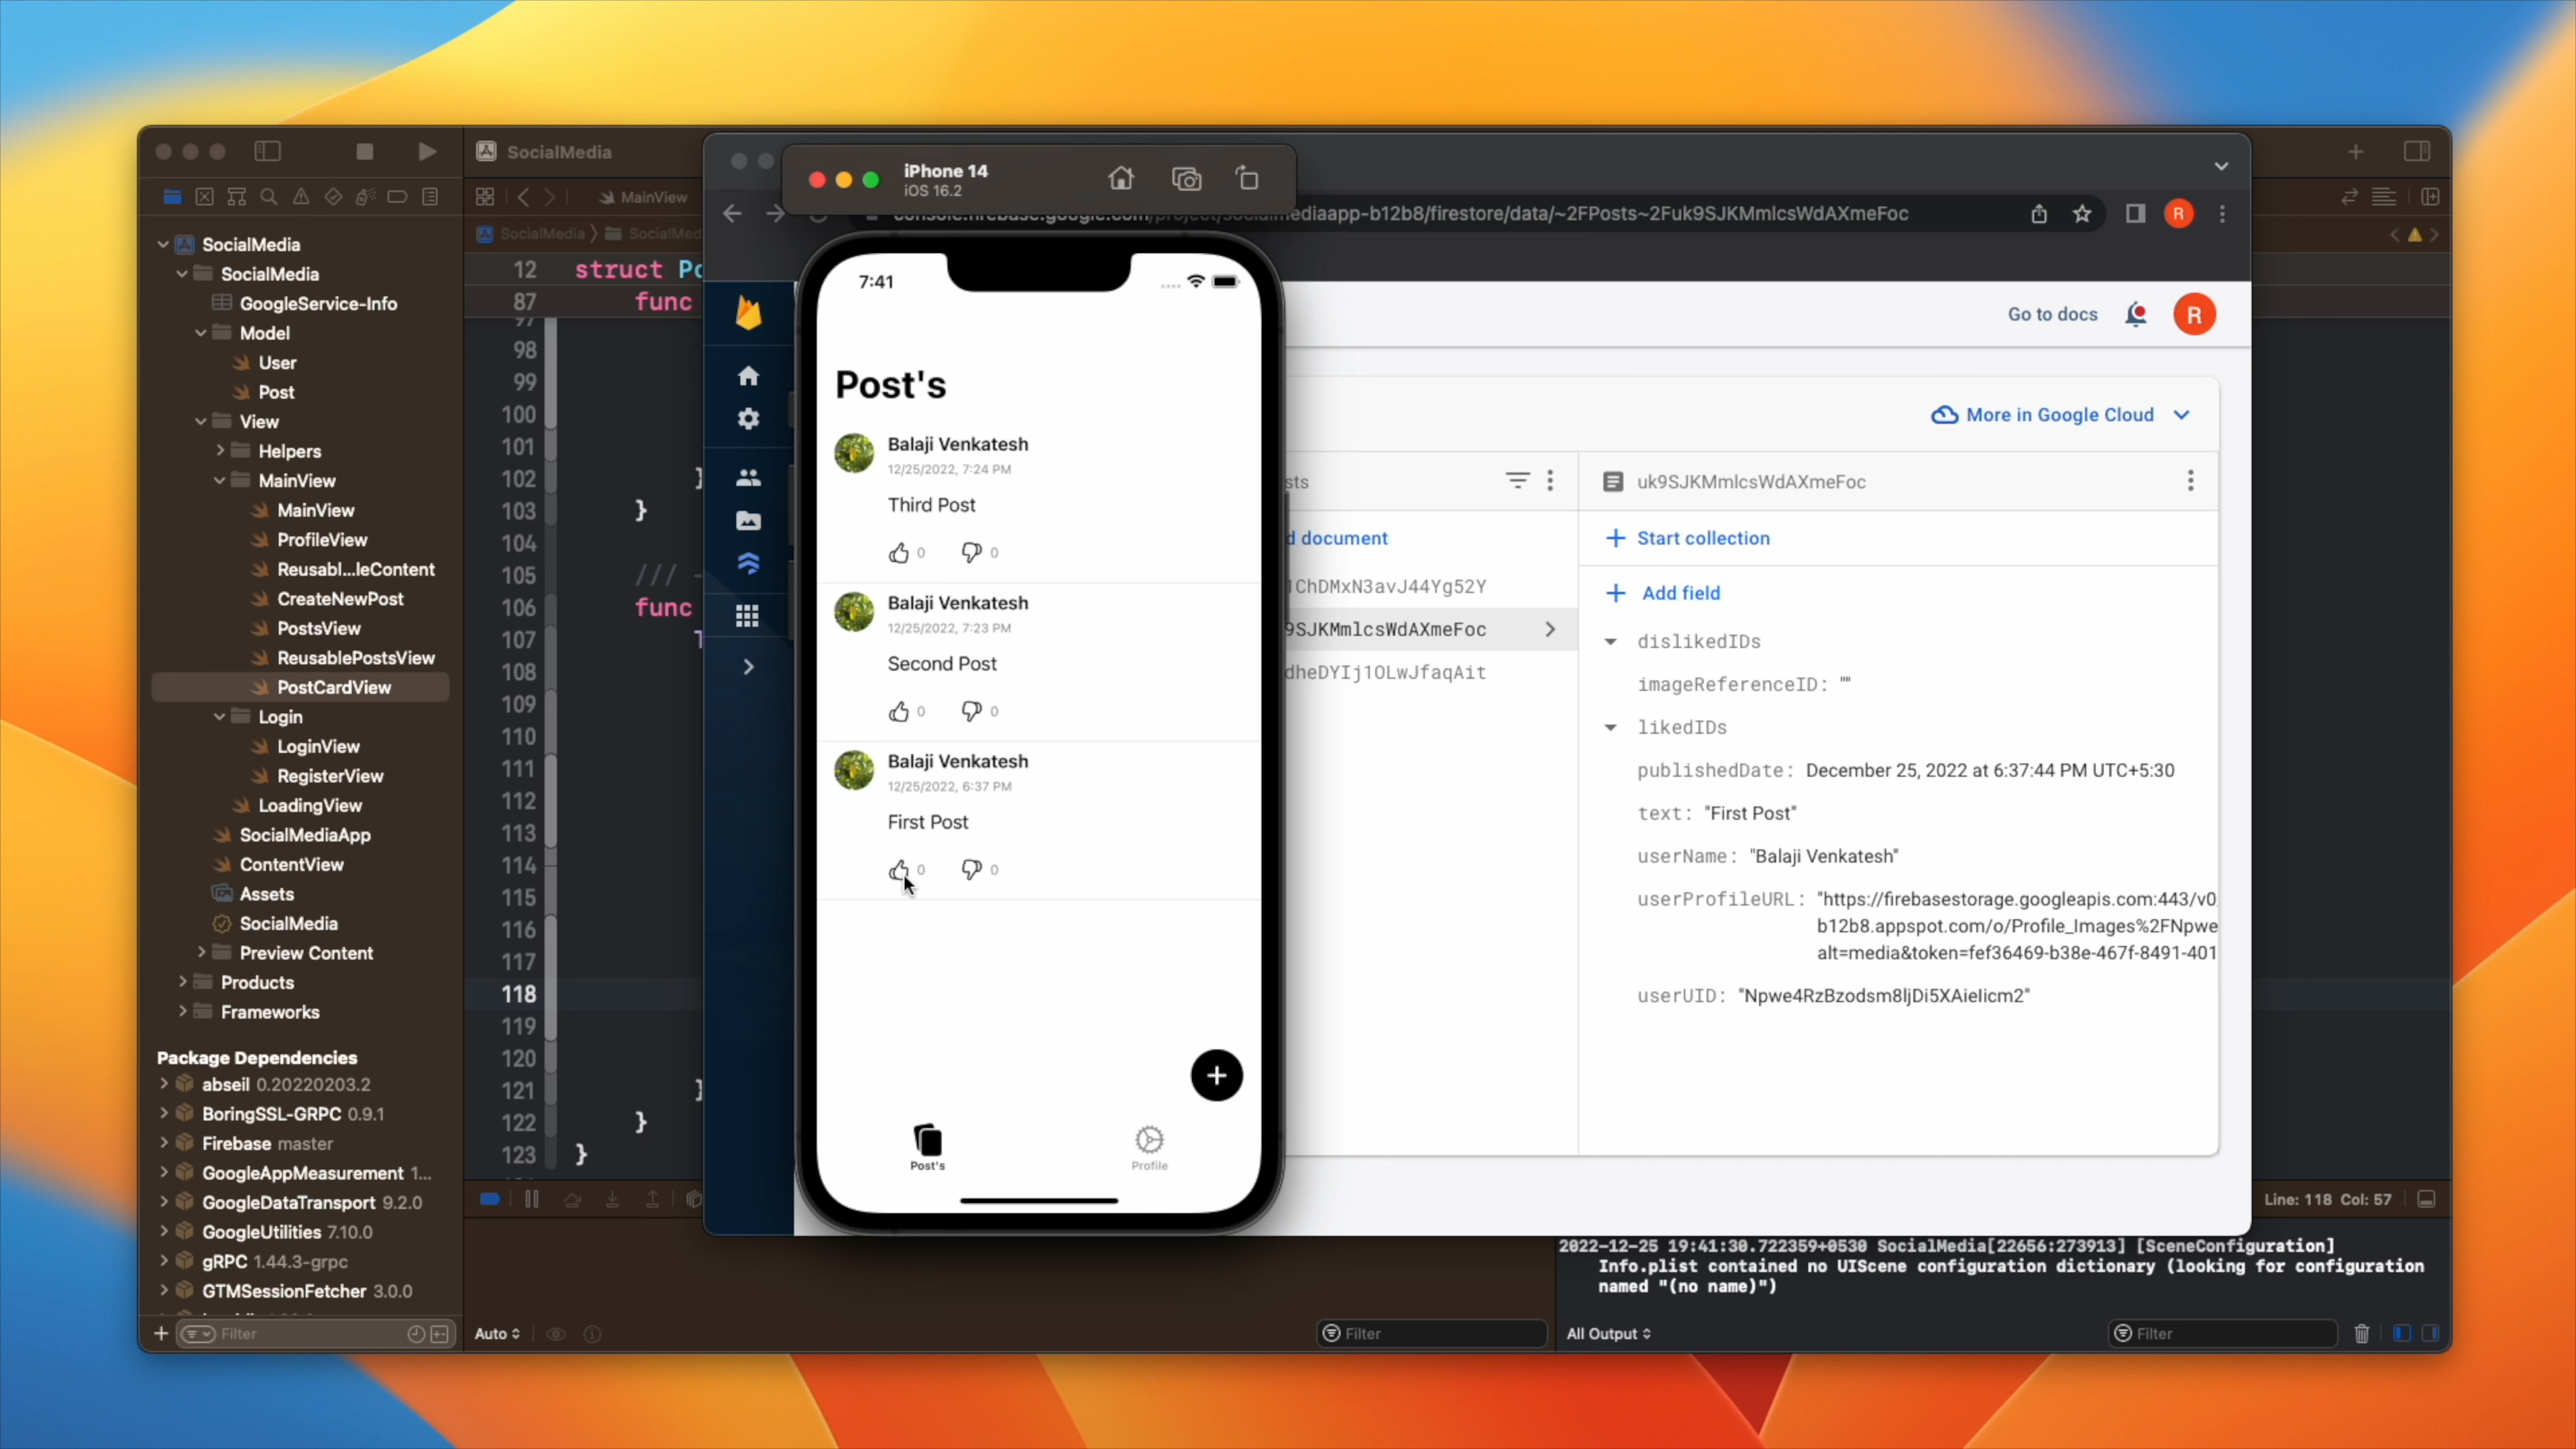 SocialMedia
GoogleService-Info
Model
User
Post
View
Helpers
MainView
MainView
ProfileView
Reusabl...leContent
CreateNewPost
PostsView
ReusablePostsView
PostCardView
Login
LoginView
RegisterView
LoadingView
SocialMediaApp
ContentView
Assets
SocialMedia
Preview Content
Products
Frameworks
Package Dependencies
abseil 0.20220203.2
BoringSSL-GRPC 0.9.1
Firebase master
GoogleAppMeasurement 1...
GoogleDataTransport 9.2.0
GoogleUtilities 7.10.0
gRPC 1.44.3-grpc
GTMSessionFetcher 3.0.0
Filter
SocialMedia
SocialMedia
MainView
SocialMedia
SocialMed
12 struct Po
87 func
97
98
99
100
101
102 }
103 }
104
105 /// -
106 func
107
108
109
110
111
112
113
114
115
116
117
118
119
120
121 }
122 }
123 }
iPhone 14
iOS 16.2
console.firebase.google.com/project/socialmediaapp-b12b8/firestore/data/~2FPosts~2Fuk9SJKMmlcsWdAXmeFoc
R
7:41
Post's
Balaji Venkatesh
12/25/2022, 7:24 PM
Third Post
0 0
Balaji Venkatesh
12/25/2022, 7:23 PM
Second Post
0 0
Balaji Venkatesh
12/25/2022, 6:37 PM
First Post
0 0
Post's
Profile
Go to docs
R
More in Google Cloud
sts
d document
1ChDMxN3avJ44Yg52Y
9SJKMmlcsWdAXmeFoc
dheDYIj1OLwJfaqAit
uk9SJKMmlcsWdAXmeFoc
Start collection
Add field
dislikedIDs
imageReferenceID: ""
likedIDs
publishedDate: December 25, 2022 at 6:37:44 PM UTC+5:30
text: "First Post"
userName: "Balaji Venkatesh"
userProfileURL: "https://firebasestorage.googleapis.com:443/v0
b12b8.appspot.com/o/Profile_Images%2FNpwe
alt=media&token=fef36469-b38e-467f-8491-401
userUID: "Npwe4RzBzodsm8ljDi5XAielicm2"
Line: 118 Col: 57
2022-12-25 19:41:30.722359+0530 SocialMedia[22656:273913] [SceneConfiguration]
Info.plist contained no UIScene configuration dictionary (looking for configuration
named "(no name)")
Auto
Filter
All Output
Filter